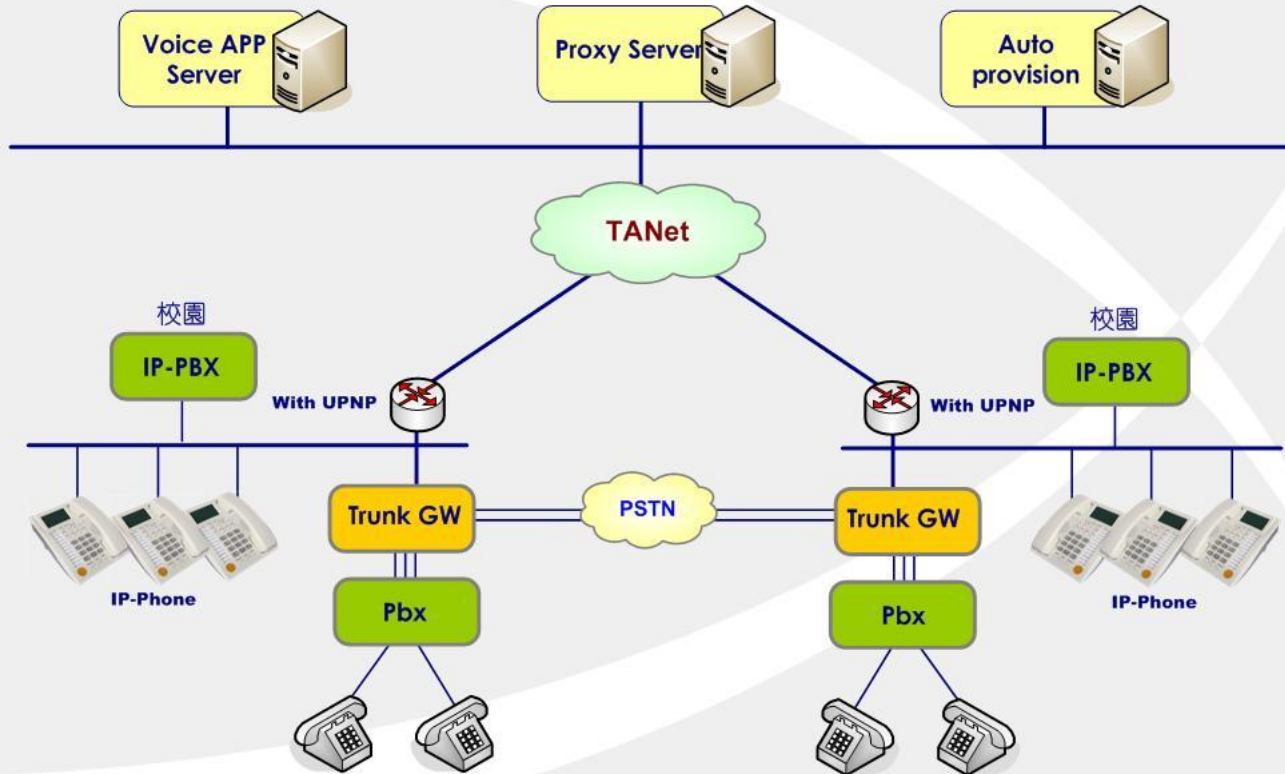 Voice APP
Server
Proxy Server
Auto
provision
TANet
校園
IP-PBX
With UPNP
校園
IP-PBX
With UPNP
Trunk GW
PSTN
Trunk GW
IP-Phone
Pbx
IP-Phone
Pbx